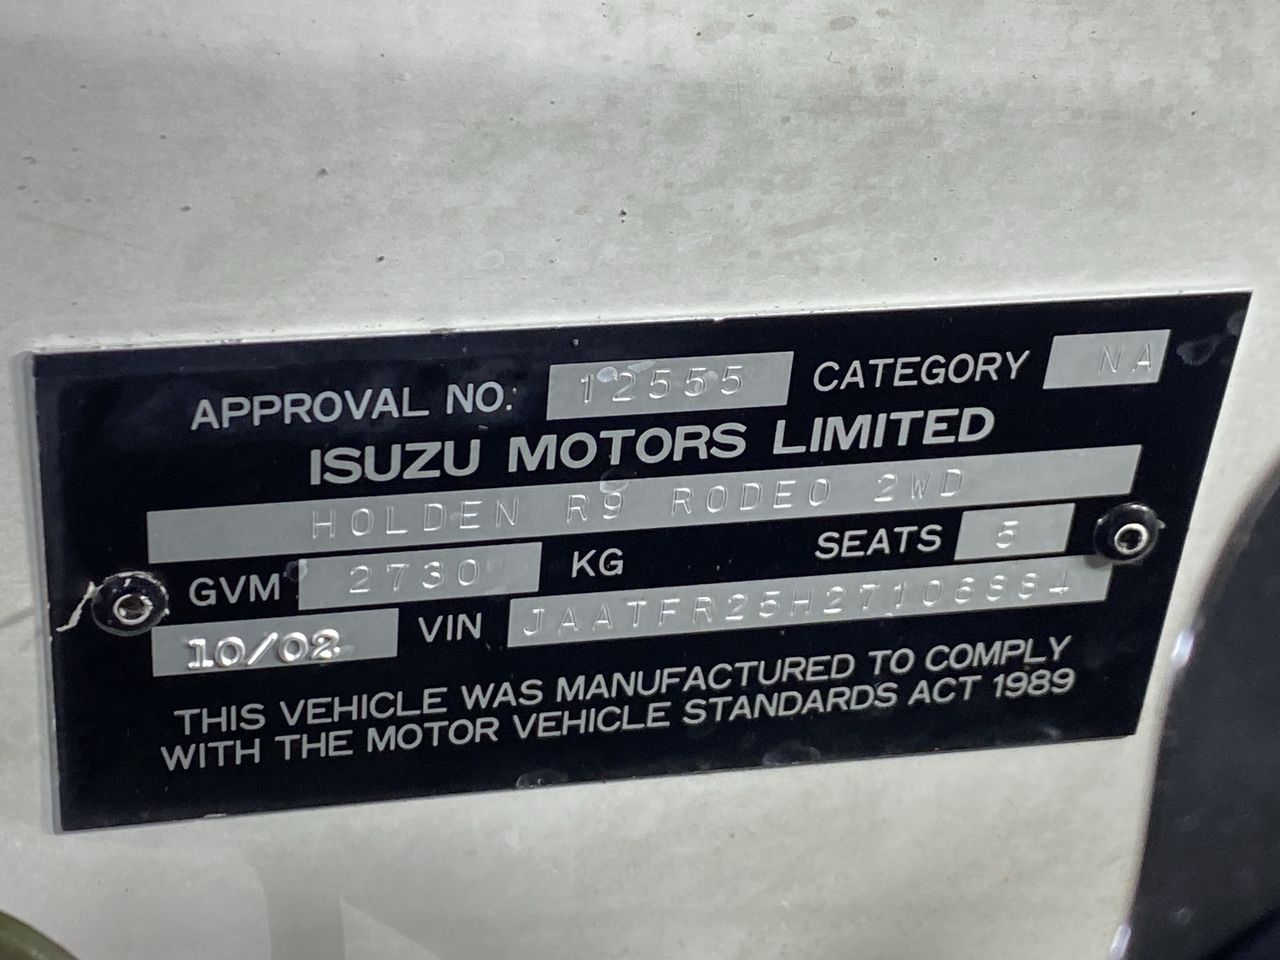 APPROVAL NO: 12555 CATEGORY NA
ISUZU MOTORS LIMITED
HOLDEN R9 RODEO 2WD
GVM 2730 KG SEATS 5
10/02 VIN JAATFR25H27106884
THIS VEHICLE WAS MANUFACTURED TO COMPLY
WITH THE MOTOR VEHICLE STANDARDS ACT 1989